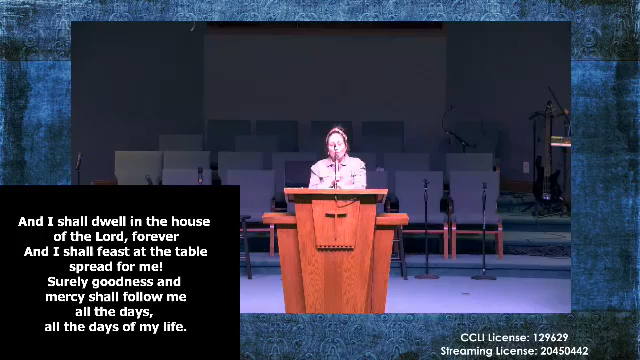 And I shall dwell in the house
of the Lord, forever
And I shall feast at the table
spread for me!
Surely goodness and
mercy shall follow me
all the days,
all the days of my life.
CCLI License: 129629
Streaming License: 20450442